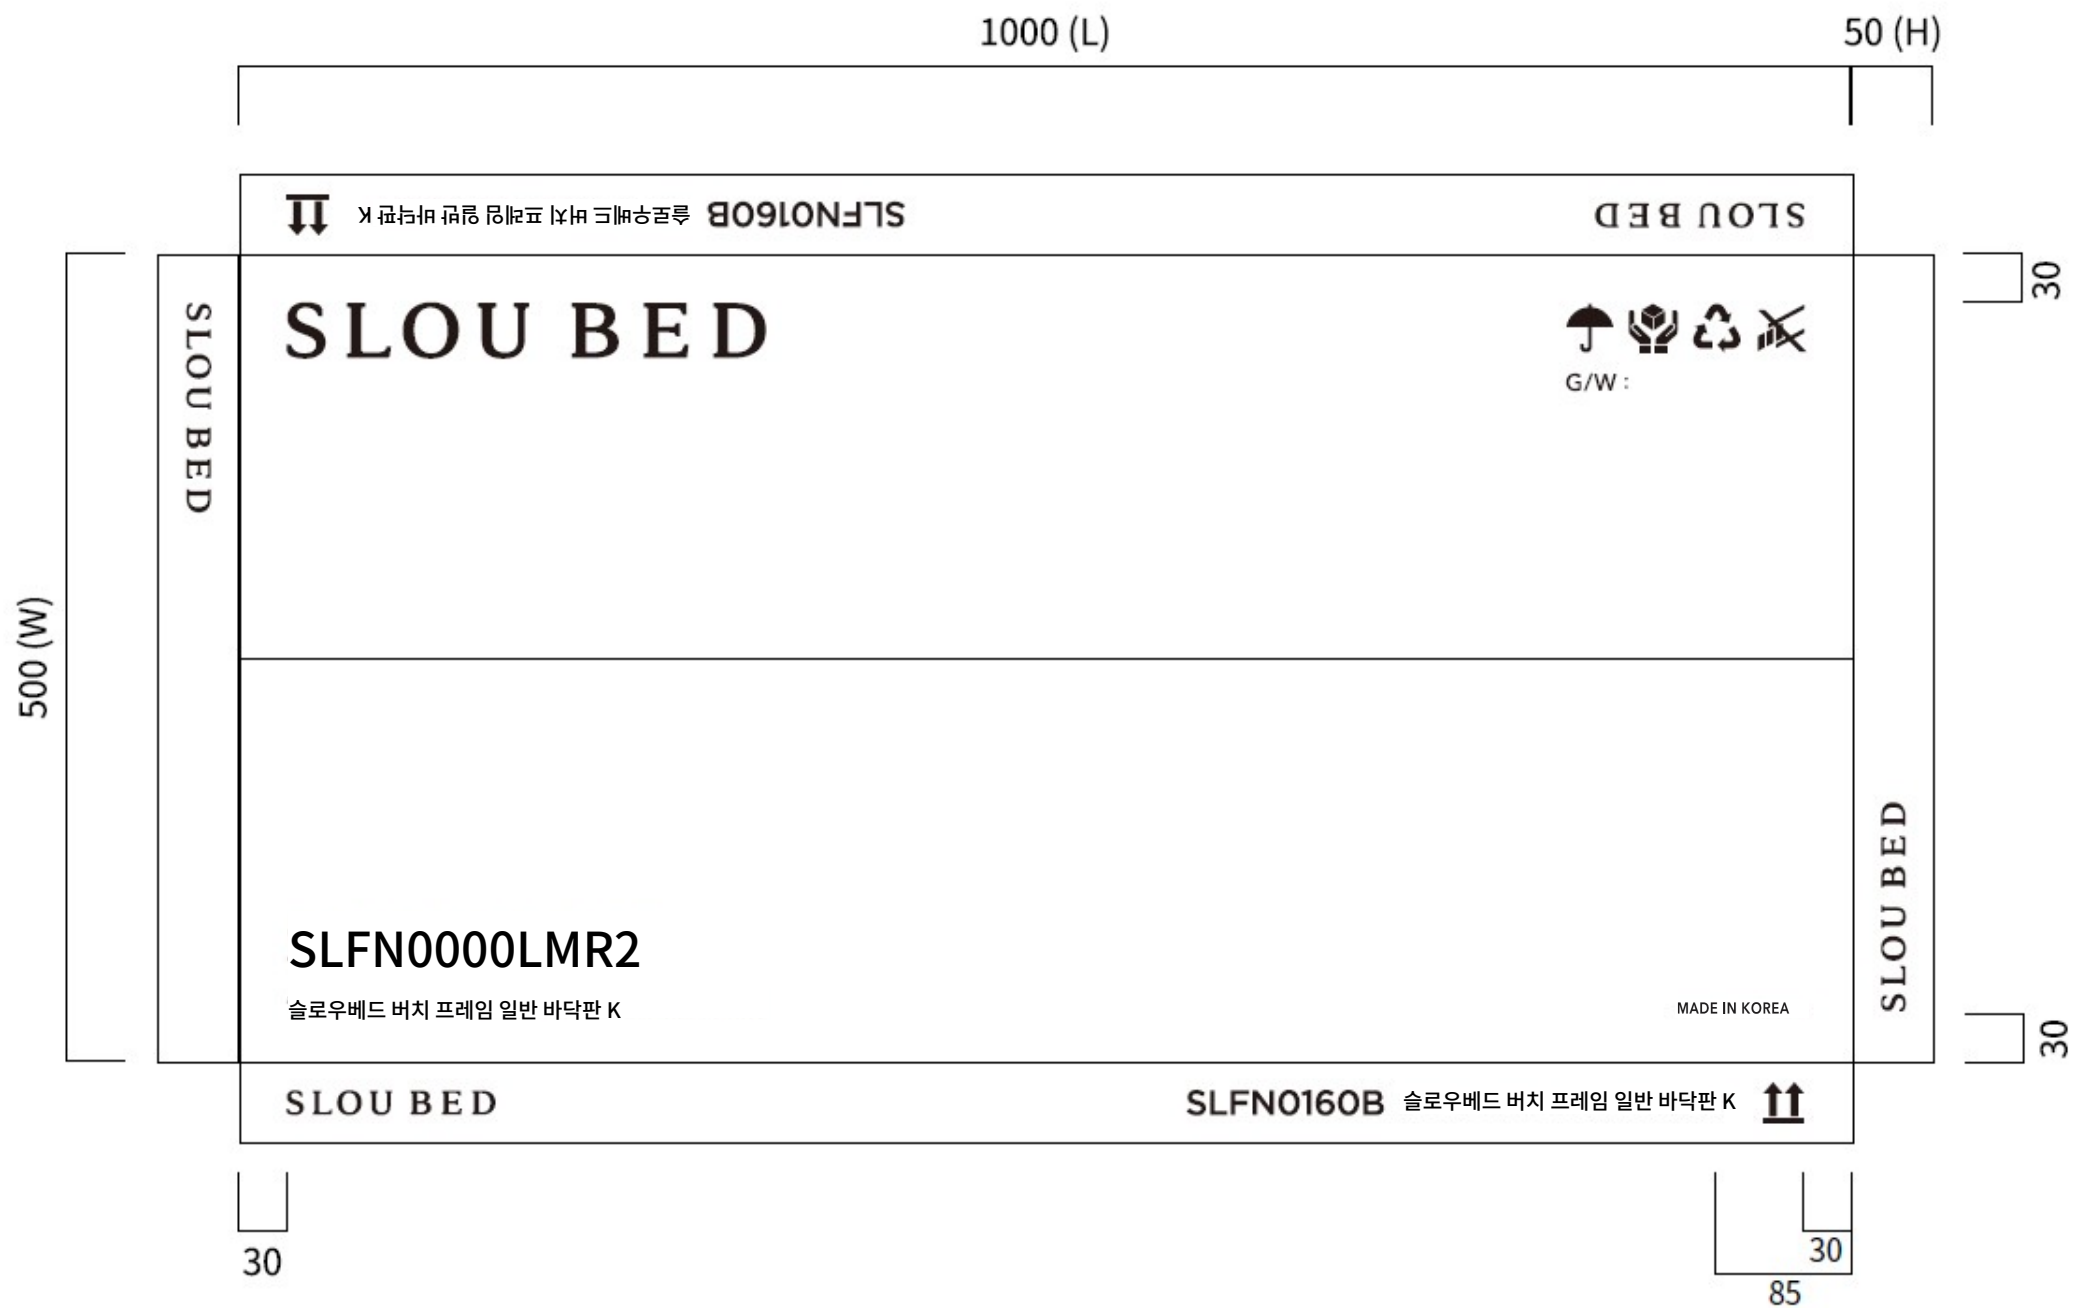 1000 (L)
50 (H)
SLFN0160B 슬로우베드 버치 프레임 일반 바닥판 K
SLOU BED
30
SLOU BED
SLOU BED
G/W :
500 (W)
SLFN0000LMR2
슬로우베드 버치 프레임 일반 바닥판 K
MADE IN KOREA
SLOU BED
30
SLOU BED
SLFN0160B 슬로우베드 버치 프레임 일반 바닥판 K
30
30
85